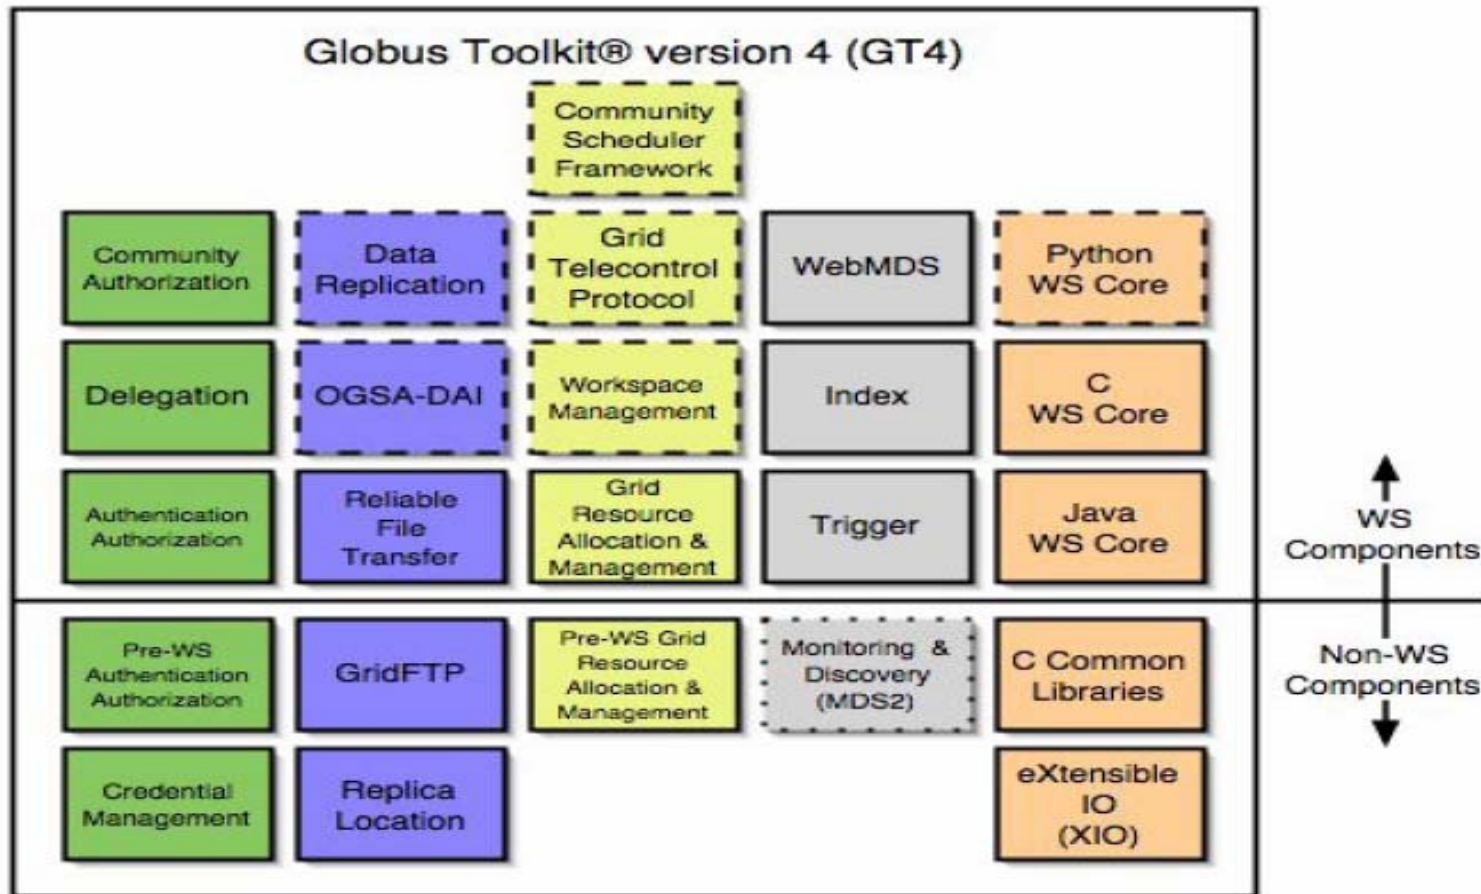 Globus Toolkit® version 4 (GT4)
Community
Scheduler
Framework
Community
Authorization
Data
Replication
Grid
Telecontrol
Protocol
WebMDS
Python
WS Core
Delegation
OGSA-DAI
Workspace
Management
Index
C
WS Core
Authentication
Authorization
Reliable
File
Transfer
Grid
Resource
Allocation &
Management
Trigger
Java
WS Core
WS
Components
Pre-WS
Authentication
Authorization
GridFTP
Pre-WS Grid
Resource
Allocation &
Management
Monitoring &
Discovery
(MDS2)
C Common
Libraries
Non-WS
Components
Credential
Management
Replica
Location
eXtensible
IO
(XIO)